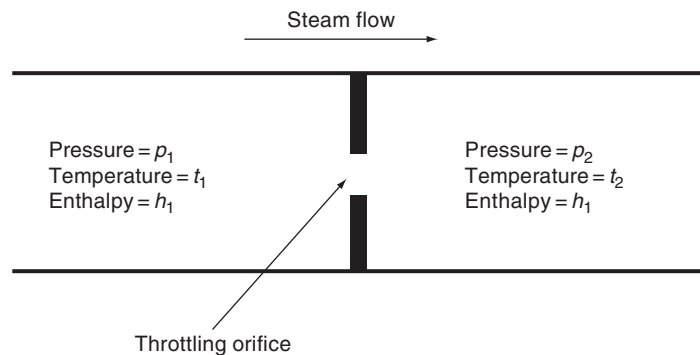 Steam flow
Pressure = p₁
Temperature = t₁
Enthalpy = h₁
Pressure = p₂
Temperature = t₂
Enthalpy = h₁
Throttling orifice